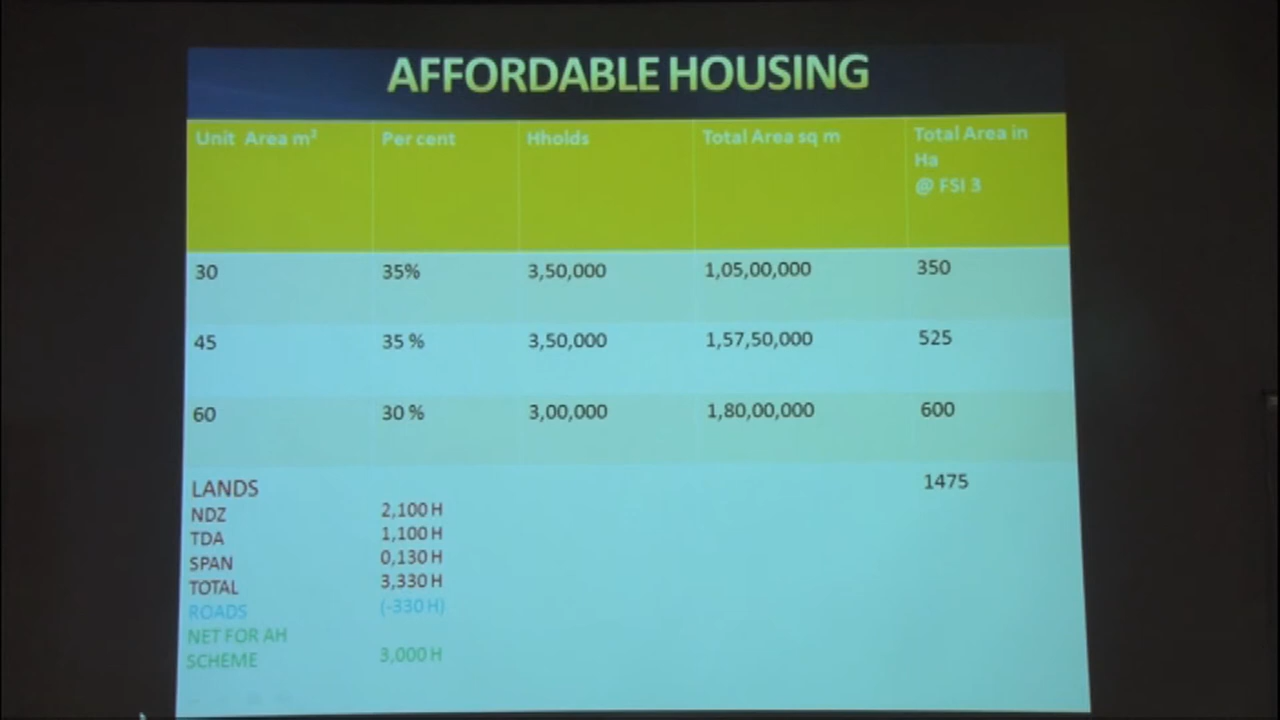 AFFORDABLE HOUSING
Unit Area m² Per cent Hholds Total Area sq m Total Area in
Ha
@ FSI 3
30 35% 3,50,000 1,05,00,000 350
45 35 % 3,50,000 1,57,50,000 525
60 30 % 3,00,000 1,80,00,000 600
LANDS 1475
NDZ 2,100 H
TDA 1,100 H
SPAN 0,130 H
TOTAL 3,330 H
ROADS (-330 H)
NET FOR AH
SCHEME 3,000 H